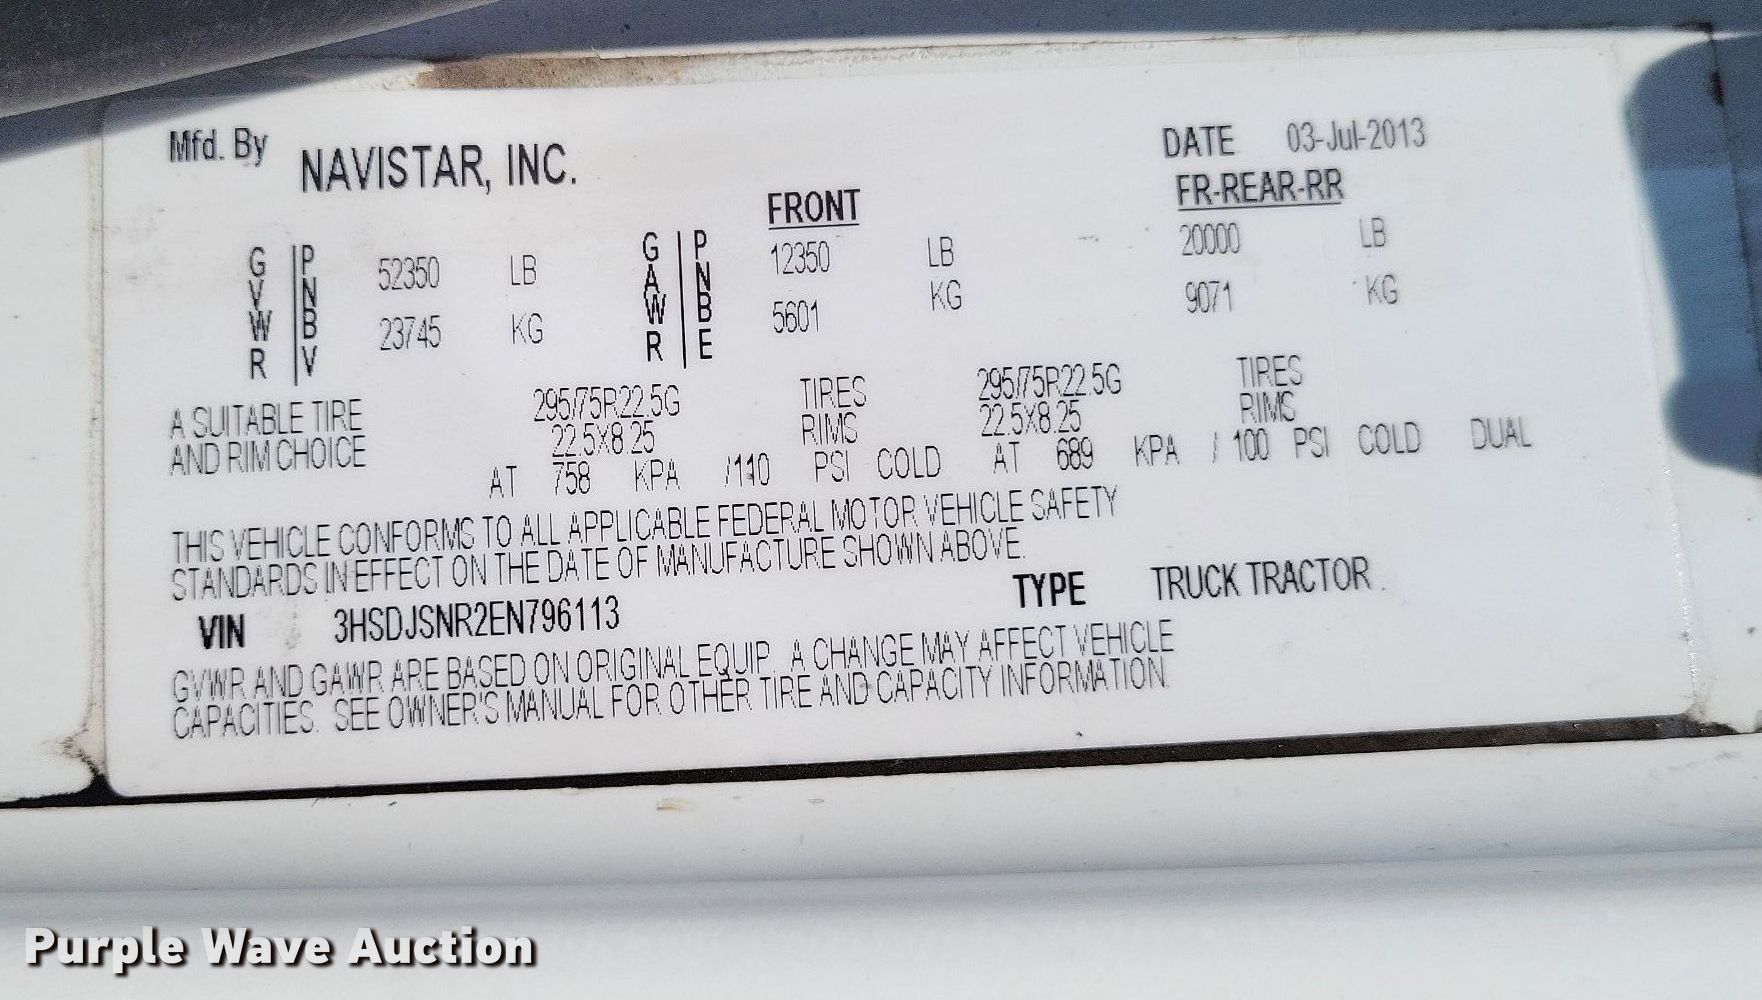 Mfd. By NAVISTAR, INC. DATE 03-Jul-2013
FRONT FR-REAR-RR
GVWR PNBV 52350 LB GAWR PNBE 12350 LB 20000 LB
23745 KG 5601 KG 9071 KG
A SUITABLE TIRE 295/75R22.5G TIRES 295/75R22.5G TIRES
AND RIM CHOICE 22.5X8.25 RIMS 22.5X8.25 RIMS
AT 758 KPA /110 PSI COLD AT 689 KPA / 100 PSI COLD DUAL
THIS VEHICLE CONFORMS TO ALL APPLICABLE FEDERAL MOTOR VEHICLE SAFETY
STANDARDS IN EFFECT ON THE DATE OF MANUFACTURE SHOWN ABOVE.
VIN 3HSDJSNR2EN796113 TYPE TRUCK TRACTOR
GVWR AND GAWR ARE BASED ON ORIGINAL EQUIP. A CHANGE MAY AFFECT VEHICLE
CAPACITIES. SEE OWNER'S MANUAL FOR OTHER TIRE AND CAPACITY INFORMATION.
Purple Wave Auction